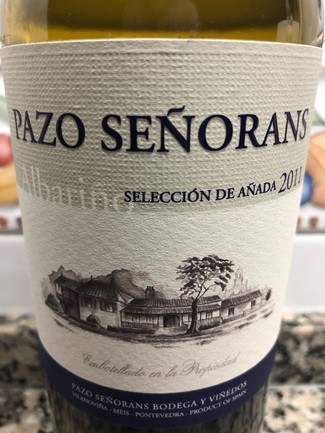 PAZO SEÑORANS
Albariño
SELECCIÓN DE AÑADA 2011
Embotellado en la Propiedad
PAZO SEÑORANS BODEGA Y VIÑEDOS
VILANOVIÑA - MEIS - PONTEVEDRA - PRODUCT OF SPAIN